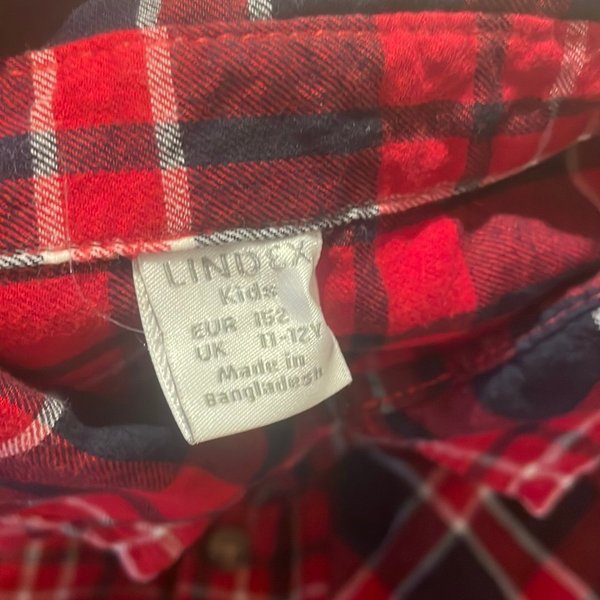 LINDEX
Kids
EUR 152
UK 11-12Y
Made in
Bangladesh